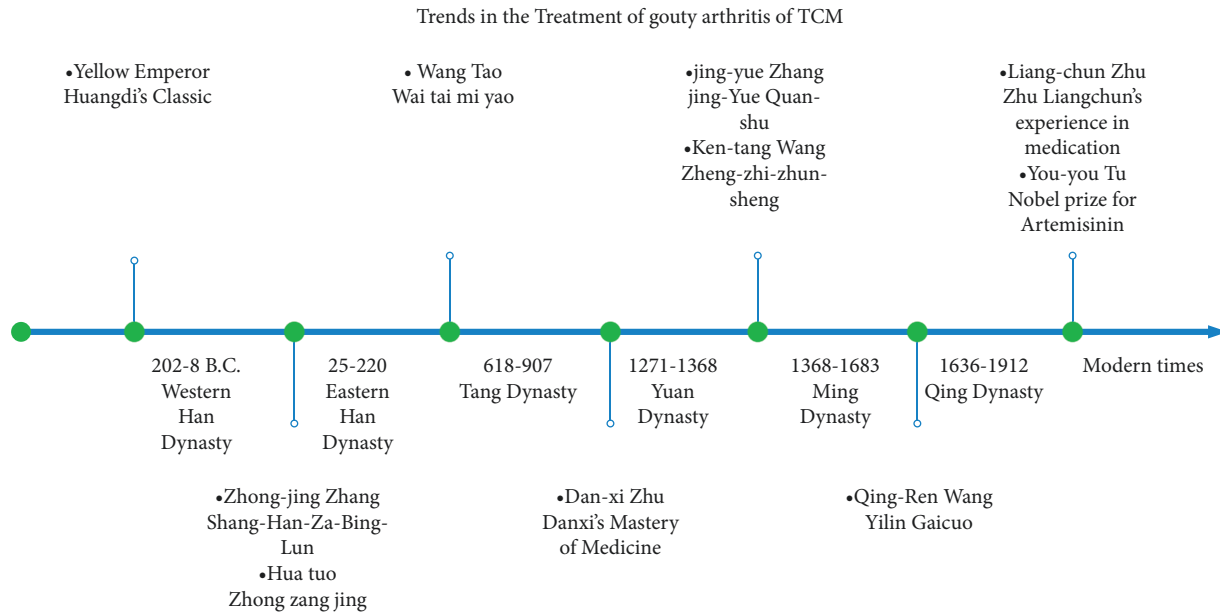 Trends in the Treatment of gouty arthritis of TCM
•Yellow Emperor
Huangdi's Classic
• Wang Tao
Wai tai mi yao
•jing-yue Zhang
jing-Yue Quan-
shu
•Ken-tang Wang
Zheng-zhi-zhun-
sheng
•Liang-chun Zhu
Zhu Liangchun's
experience in
medication
•You-you Tu
Nobel prize for
Artemisinin
202-8 B.C.
Western
Han
Dynasty
25-220
Eastern
Han
Dynasty
618-907
Tang Dynasty
1271-1368
Yuan
Dynasty
1368-1683
Ming
Dynasty
1636-1912
Qing Dynasty
Modern times
•Zhong-jing Zhang
Shang-Han-Za-Bing-
Lun
•Hua tuo
Zhong zang jing
•Dan-xi Zhu
Danxi's Mastery
of Medicine
•Qing-Ren Wang
Yilin Gaicuo